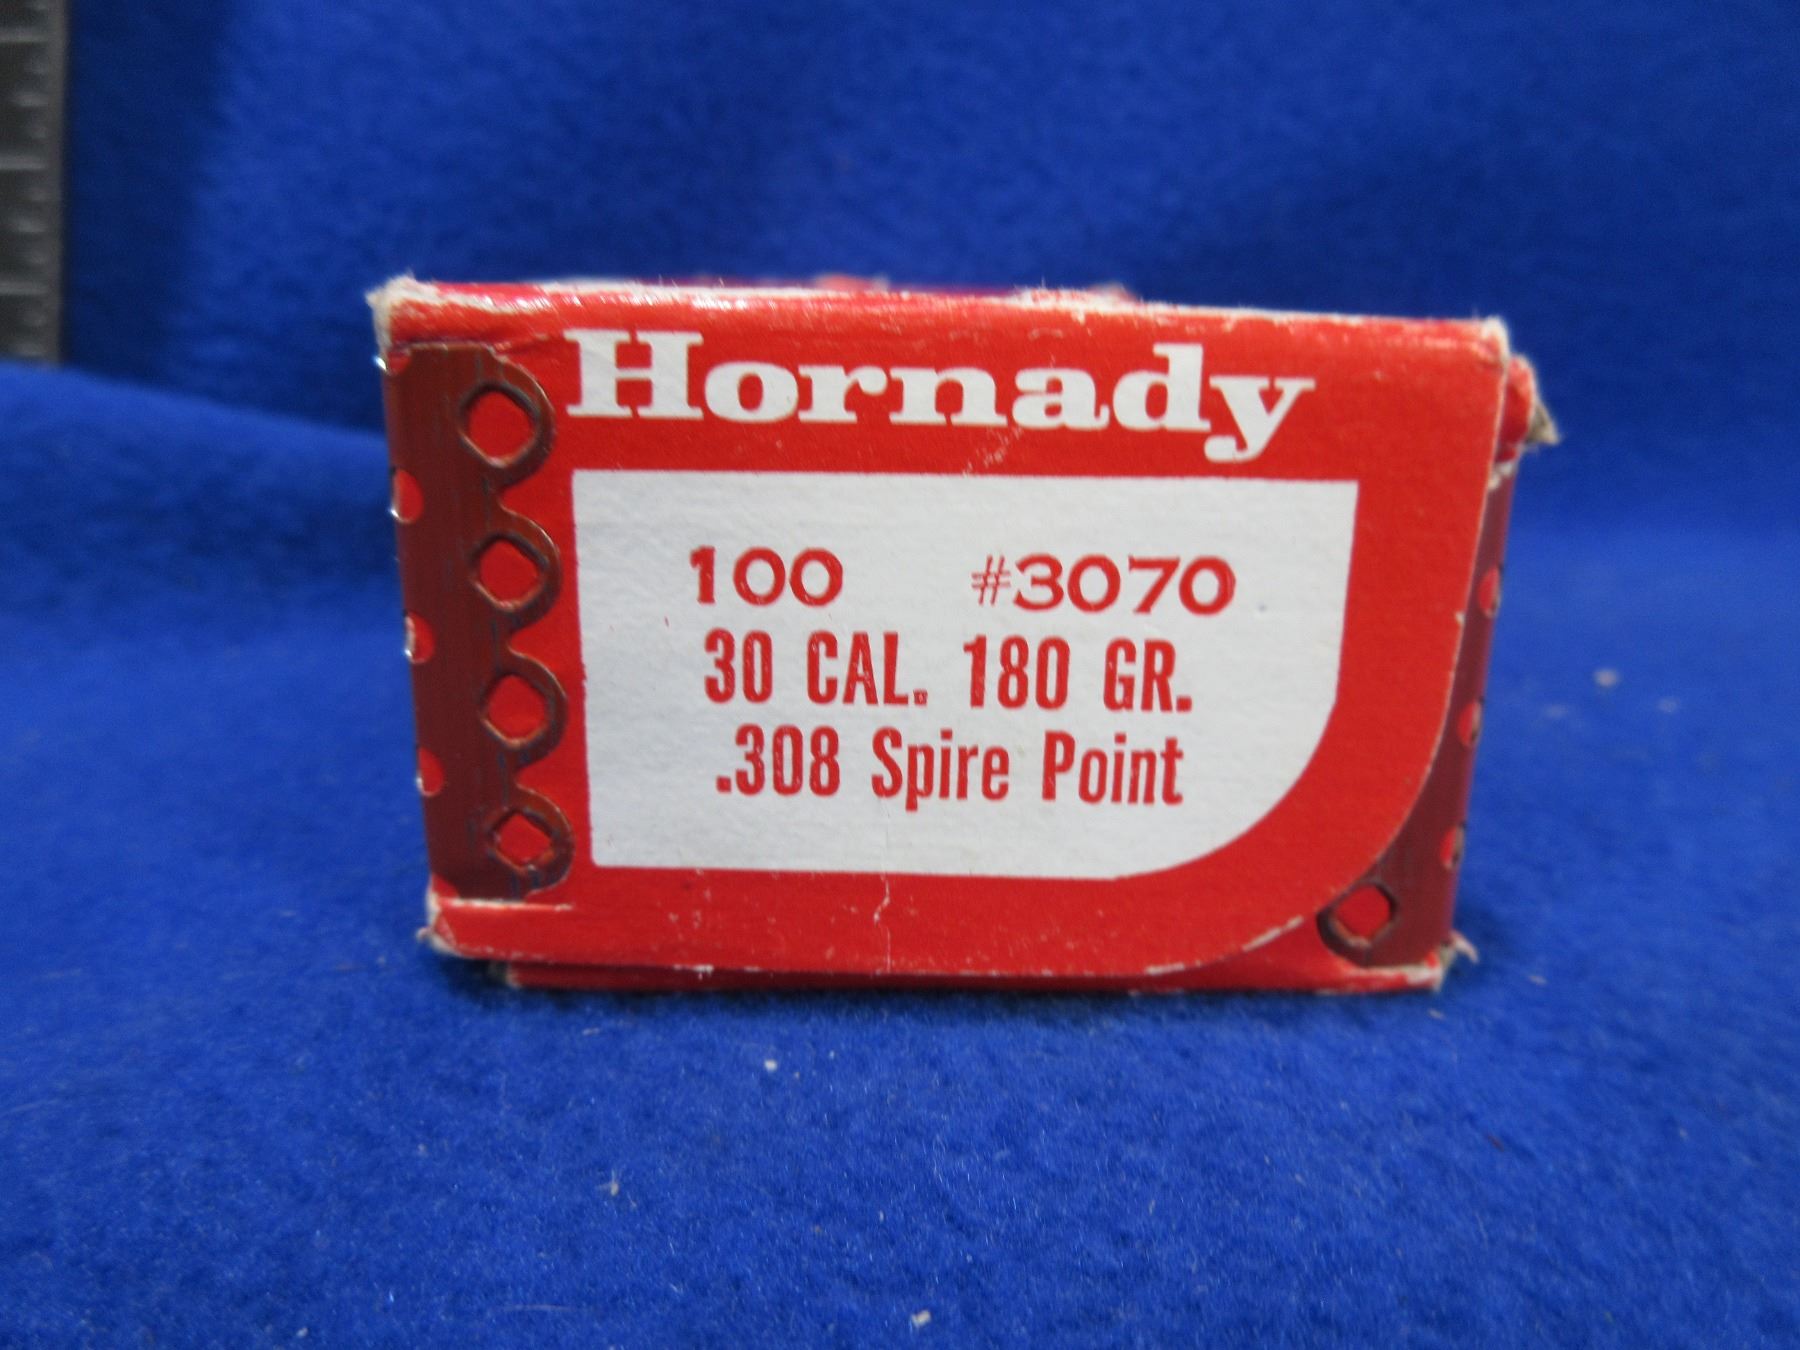 Hornady
100 #3070
30 CAL. 180 GR.
.308 Spire Point